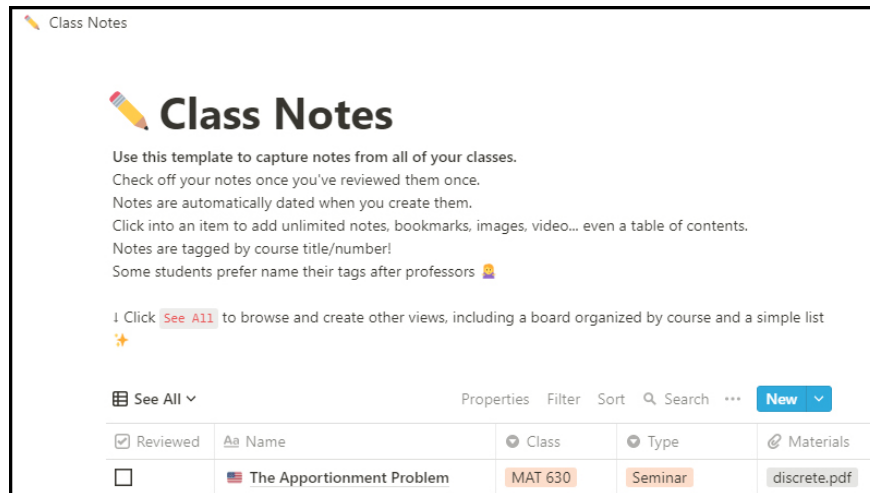 Class Notes
Class Notes
Use this template to capture notes from all of your classes.
Check off your notes once you've reviewed them once.
Notes are automatically dated when you create them.
Click into an item to add unlimited notes, bookmarks, images, video... even a table of contents.
Notes are tagged by course title/number!
Some students prefer name their tags after professors 🤷‍♀️
↓ Click See All to browse and create other views, including a board organized by course and a simple list
✨
See All Properties Filter Sort Search ••• New
Reviewed Aa Name Class Type Materials
🇺🇸 The Apportionment Problem MAT 630 Seminar discrete.pdf